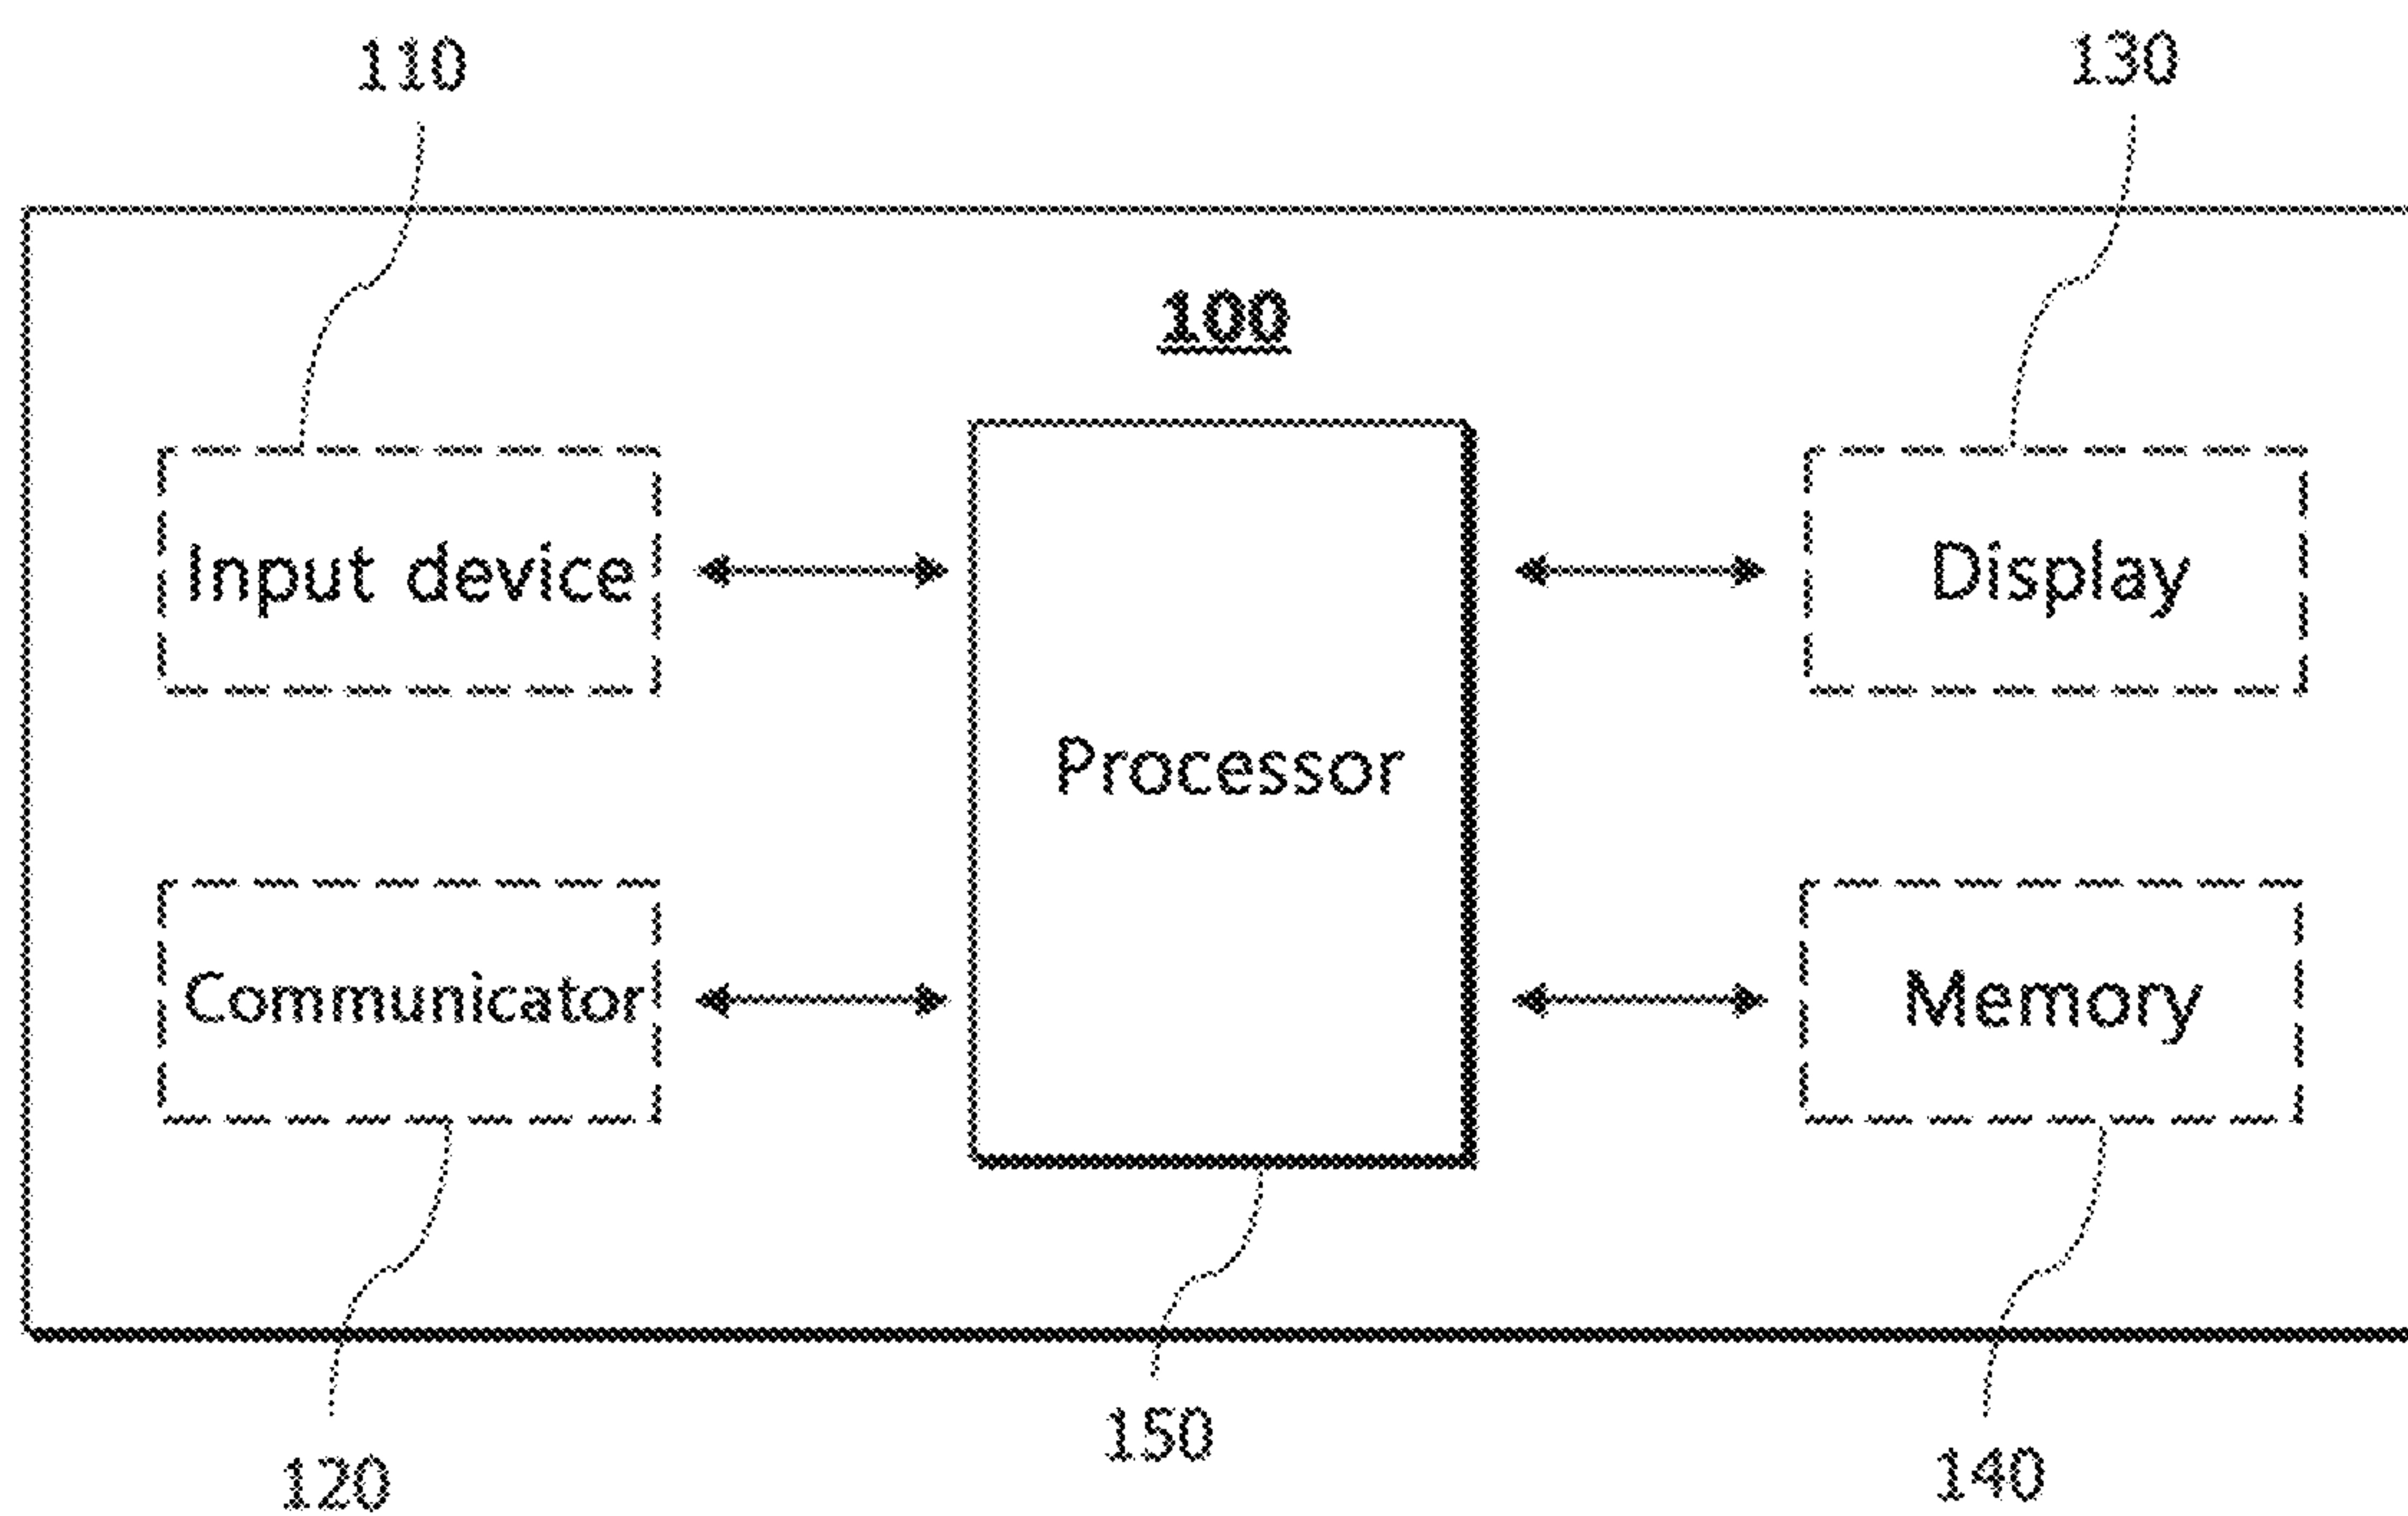 110
130
100
Input device
Display
Processor
Communicator
Memory
150
120
140